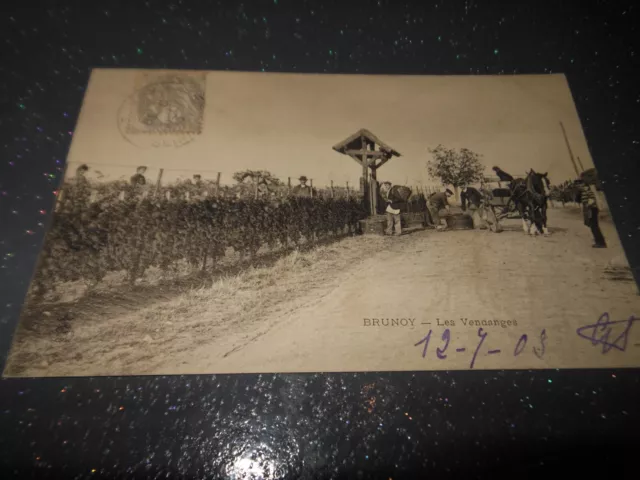 BRUNOY — Les Vendanges
12-7-03